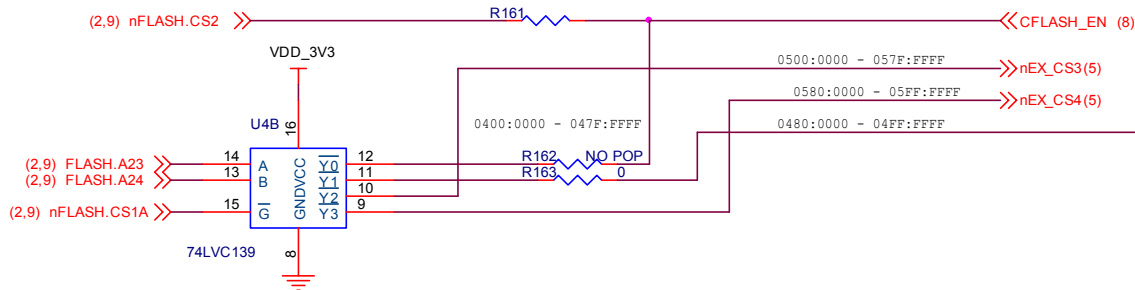 (2,9) nFLASH.CS2
R161
CFLASH_EN (8)
VDD_3V3
0500:0000 - 057F:FFFF
nEX_CS3(5)
0580:0000 - 05FF:FFFF
nEX_CS4(5)
U4B
16
0400:0000 - 047F:FFFF
0480:0000 - 04FF:FFFF
(2,9) FLASH.A23
14
A
VCC
Y0
12
R162
NO POP
(2,9) FLASH.A24
13
B
Y1
11
R163
0
Y2
10
(2,9) nFLASH.CS1A
15
G
GND
Y3
9
74LVC139
8